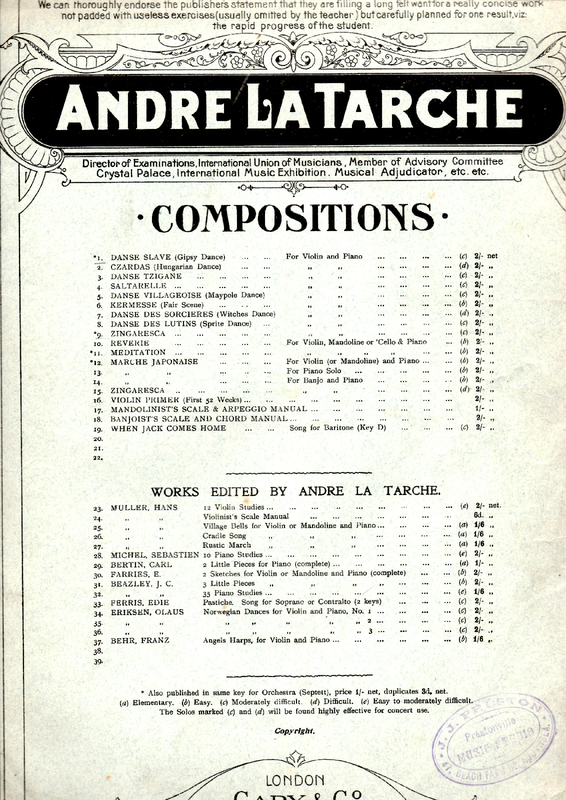 We can thoroughly endorse the publishers statement that they are filling a long felt want for a really concise work
not padded with useless exercises (usually omitted by the teacher) but carefully planned for one result, viz:
the rapid progress of the student.
ANDRE LA TARCHE
Director of Examinations, International Union of Musicians, Member of Advisory Committee
Crystal Palace, International Music Exhibition. Musical Adjudicator, etc. etc.
·COMPOSITIONS·
*1. DANSE SLAVE (Gipsy Dance) ... ... For Violin and Piano ... ... ... ... (c) 2/- net
2. CZARDAS (Hungarian Dance) ... ... „ „ ... ... ... ... (d) 2/- „
3. DANSE TZIGANE ... ... ... „ „ ... ... ... ... (c) 2/- „
4. SALTARELLE ... ... ... ... „ „ ... ... ... ... (c) 2/- „
5. DANSE VILLAGEOISE (Maypole Dance) „ „ ... ... ... ... (c) 2/- „
6. KERMESSE (Fair Scene) ... ... ... „ „ ... ... ... ... (b) 2/- „
7. DANSE DES SORCIERES (Witches Dance) „ „ ... ... ... ... (d) 2/- „
8. DANSE DES LUTINS (Sprite Dance) ... „ „ ... ... ... ... (c) 2/- „
*9. ZINGARESCA ... ... ... ... „ „ ... ... ... ... (c) 2/- „
10. REVERIE ... ... ... ... For Violin, Mandoline or 'Cello & Piano (b) 2/- „
*11. MEDITATION ... ... ... ... „ „ „ „ ... (b) 2/- „
*12. MARCHE JAPONAISE ... ... ... For Violin (or Mandoline) and Piano ... (b) 2/- „
13. „ „ ... ... ... For Piano Solo ... ... ... ... (b) 2/- „
14. „ „ ... ... ... For Banjo and Piano ... ... ... (b) 2/- „
15. ZINGARESCA ... ... ... ... „ „ ... ... ... (d) 2/- „
16. VIOLIN PRIMER (First 52 Weeks) ... ... ... ... ... ... ... 2/- „
17. MANDOLINIST'S SCALE & ARPEGGIO MANUAL ... ... ... ... ... 1/- „
18. BANJOIST'S SCALE AND CHORD MANUAL ... ... ... ... ... ... 2/- „
19. WHEN JACK COMES HOME ... ... Song for Baritone (Key D) ... ... ... (c) 2/- „
20.
21.
22.
WORKS EDITED BY ANDRE LA TARCHE.
23. MULLER, HANS 12 Violin Studies ... ... ... ... ... ... (e) 2/- net.
24. „ „ Violinist's Scale Manual ... ... ... ... ... 6d. „
25. „ „ Village Bells for Violin or Mandoline and Piano ... ... ... (a) 1/6 „
26. „ „ Cradle Song „ „ „ ... ... ... (a) 1/6 „
27. „ „ Rustic March „ „ „ ... ... ... (a) 1/6 „
28. MICHEL, SEBASTIEN 10 Piano Studies ... ... ... ... ... ... (e) 2/- „
29. BERTIN, CARL 2 Little Pieces for Piano (complete) ... ... ... ... (a) 1/- „
30. FARRIES, E. 2 Sketches for Violin or Mandoline and Piano (complete) ... ... (b) 2/- „
31. BEAZLEY, J. C. 3 Little Pieces „ „ „ ... ... ... (b) 2/- „
32. „ „ 35 Piano Studies ... ... ... ... ... ... (e) 1/6 „
33. FERRIS, EDIE Pastiche. Song for Soprano or Contralto (2 keys) ... ... ... (c) 2/- „
34. ERIKSEN, OLAUS Norwegian Dances for Violin and Piano, No. 1 ... ... ... (c) 2/- „
35. „ „ „ „ „ „ „ 2 ... ... ... (c) 2/- „
36. „ „ „ „ „ „ „ 3 ... ... ... (c) 2/- „
37. BEHR, FRANZ Angels Harps, for Violin and Piano ... ... ... ... (b) 1/6 „
38.
39.
* Also published in same key for Orchestra (Septett), price 1/- net, duplicates 3d, net.
(a) Elementary. (b) Easy. (c) Moderately difficult. (d) Difficult. (e) Easy to moderately difficult.
The Solos marked (c) and (d) will be found highly effective for concert use.
Copyright.
J. J. PRESTON
Prestonville
LONDON
GARY & Co.